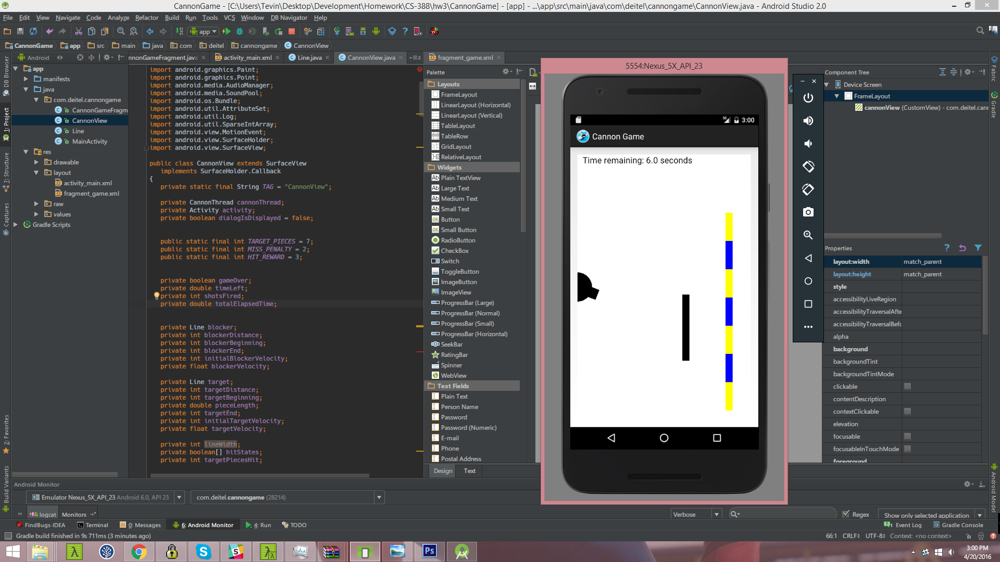 CannonGame - [C:\Users\Tevin\Desktop\Development\Homework\CS-388\hw3\CannonGame] - [app] - ...\app\src\main\java\com\deitel\cannongame\CannonView.java - Android Studio 2.0
File Edit View Navigate Code Analyze Refactor Build Run Tools VCS Window DB Navigator Help
app
CannonGame app src main java com deitel cannongame CannonView
Android
nnonGameFragment.java activity_main.xml Line.java CannonView.java 2 fragment_game.xml
DB Browser
1: Project
7: Structure
Captures
2: Favorites
Build Variants
app
manifests
java
com.deitel.cannongame
CannonGameFragm
CannonView
Line
MainActivity
res
drawable
layout
activity_main.xml
fragment_game.xml
raw
values
Gradle Scripts
import android.graphics.Paint;
import android.graphics.Point;
import android.media.AudioManager;
import android.media.SoundPool;
import android.os.Bundle;
import android.util.AttributeSet;
import android.util.Log;
import android.util.SparseIntArray;
import android.view.MotionEvent;
import android.view.SurfaceHolder;
import android.view.SurfaceView;
public class CannonView extends SurfaceView
implements SurfaceHolder.Callback
{
private static final String TAG = "CannonView";
private CannonThread cannonThread;
private Activity activity;
private boolean dialogIsDisplayed = false;
public static final int TARGET_PIECES = 7;
public static final int MISS_PENALTY = 2;
public static final int HIT_REWARD = 3;
private boolean gameOver;
private double timeLeft;
private int shotsFired;
private double totalElapsedTime;
private Line blocker;
private int blockerDistance;
private int blockerBeginning;
private int blockerEnd;
private int initialBlockerVelocity;
private float blockerVelocity;
private Line target;
private int targetDistance;
private int targetBeginning;
private double pieceLength;
private int targetEnd;
private int initialTargetVelocity;
private float targetVelocity;
private int lineWidth;
private boolean[] hitStates;
private int targetPiecesHit;
Palette
Layouts
FrameLayout
LinearLayout (Horizontal)
LinearLayout (Vertical)
TableLayout
TableRow
GridLayout
RelativeLayout
Widgets
Plain TextView
Large Text
Medium Text
Small Text
Button
Small Button
RadioButton
CheckBox
Switch
ToggleButton
ImageButton
ImageView
ProgressBar (Large)
ProgressBar (Normal)
ProgressBar (Small)
ProgressBar (Horizontal)
SeekBar
RatingBar
Spinner
WebView
Text Fields
Plain Text
Person Name
Password
Password (Numeric)
E-mail
Phone
Postal Address
Design Text
5554:Nexus_5X_API_23
3G 3:00
Cannon Game
Time remaining: 6.0 seconds
Component Tree
Device Screen
FrameLayout
cannonView (CustomView) - com.deitel.cann
Properties
layout:width match_parent
layout:height match_parent
style
accessibilityLiveRegion
accessibilityTraversalAfte
accessibilityTraversalBefo
alpha
background
backgroundTint
backgroundTintMode
clickable
contentDescription
contextClickable
elevation
focusable
focusableInTouchMode
foreground
Fabric
Gradle
Android Model
Android Monitor
Emulator Nexus_5X_API_23 Android 6.0, API 23 com.deitel.cannongame (28214)
logcat Monitors Verbose Regex Show only selected application
FindBugs-IDEA Terminal 0: Messages 6: Android Monitor 4: Run TODO Event Log Gradle Console
Gradle build finished in 9s 711ms (3 minutes ago) 66:1 CRLF UTF-8 Context: <no context>
Ps
3:00 PM
4/20/2016